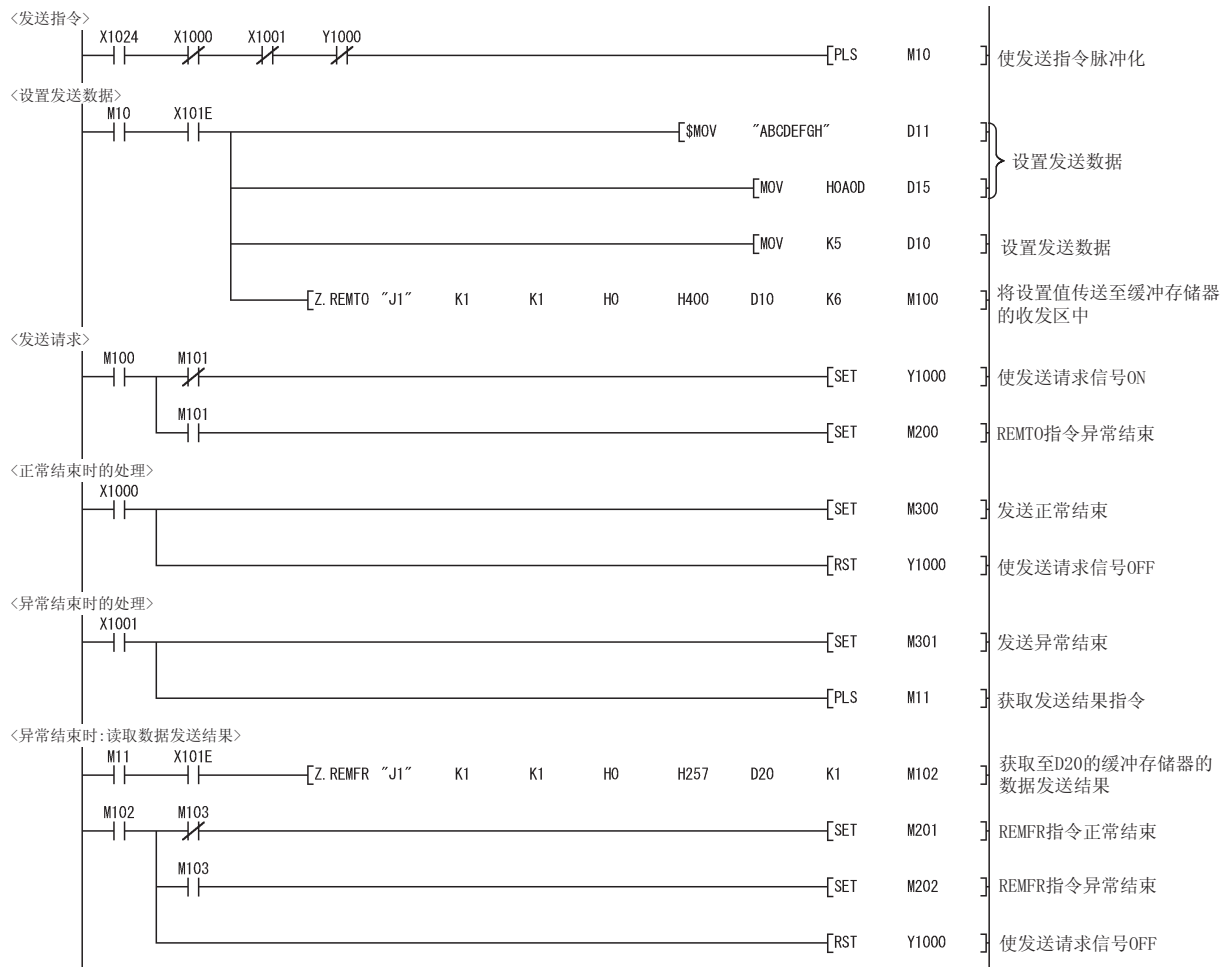 <发送指令>
X1024 X1000 X1001 Y1000
PLS M10 使发送指令脉冲化
<设置发送数据>
M10 X101E
$MOV "ABCDEFGH" D11
设置发送数据
MOV H0A0D D15
MOV K5 D10 设置发送数据
Z.REMTO "J1" K1 K1 H0 H400 D10 K6 M100 将设置值传送至缓冲存储器
的收发区中
<发送请求>
M100 M101
SET Y1000 使发送请求信号ON
M101
SET M200 REMTO指令异常结束
<正常结束时的处理>
X1000
SET M300 发送正常结束
RST Y1000 使发送请求信号OFF
<异常结束时的处理>
X1001
SET M301 发送异常结束
PLS M11 获取发送结果指令
<异常结束时:读取数据发送结果>
M11 X101E
Z.REMFR "J1" K1 K1 H0 H257 D20 K1 M102 获取至D20的缓冲存储器的
数据发送结果
M102 M103
SET M201 REMFR指令正常结束
M103
SET M202 REMFR指令异常结束
RST Y1000 使发送请求信号OFF